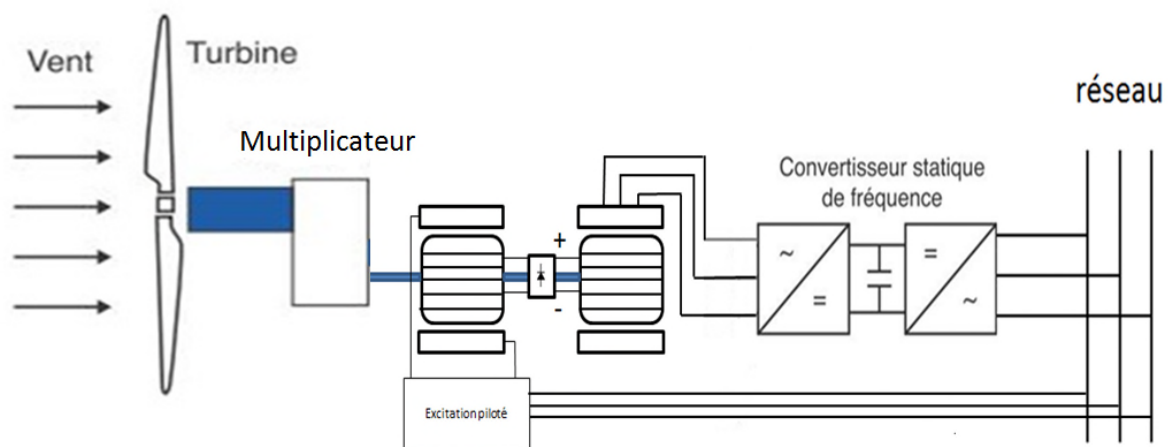 Vent
Turbine
réseau
Multiplicateur
Convertisseur statique
de fréquence
+
-
~
=
=
~
Excitation piloté